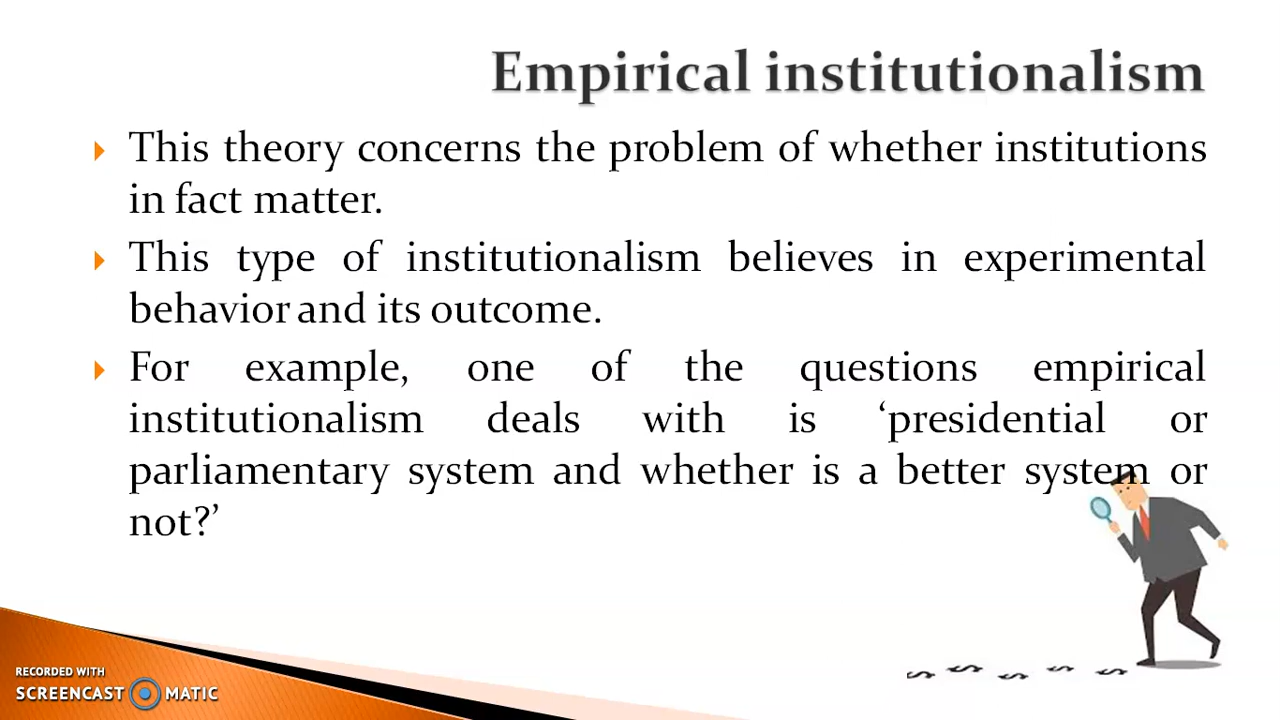 Empirical institutionalism
This theory concerns the problem of whether institutions
in fact matter.
This type of institutionalism believes in experimental
behavior and its outcome.
For example, one of the questions empirical
institutionalism deals with is ‘presidential or
parliamentary system and whether is a better system or
not?’
RECORDED WITH
SCREENCAST MATIC